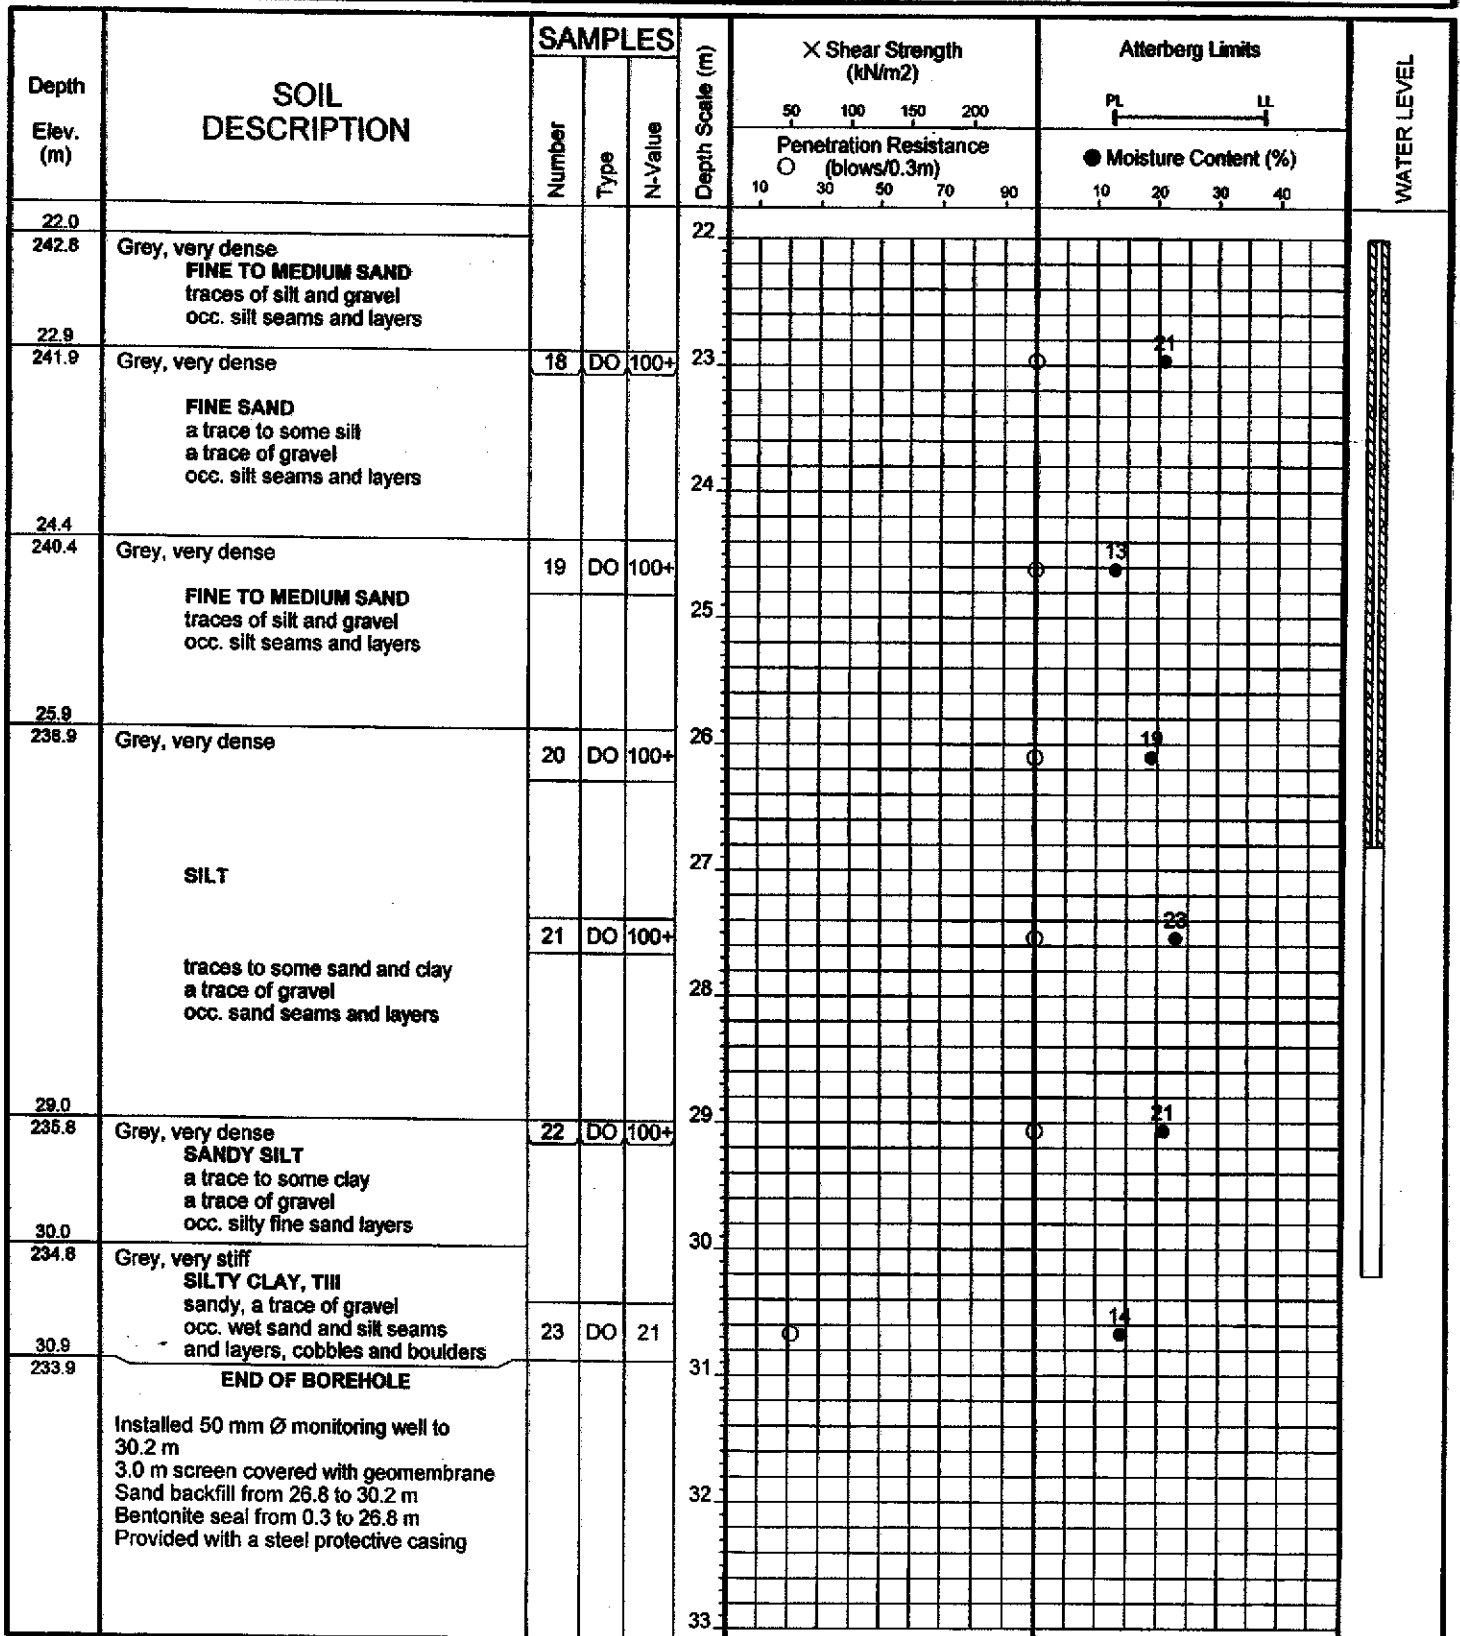 SAMPLES
Depth
Elev.
(m)
SOIL
DESCRIPTION
Number
Type
N-Value
Depth Scale (m)
× Shear Strength
(kN/m2)
50 100 150 200
Penetration Resistance
○ (blows/0.3m)
10 30 50 70 90
Atterberg Limits
PL LL
● Moisture Content (%)
10 20 30 40
WATER LEVEL
22.0
242.8
Grey, very dense
FINE TO MEDIUM SAND
traces of silt and gravel
occ. silt seams and layers
22
22.9
241.9
Grey, very dense
18 DO 100+
23
21
FINE SAND
a trace to some silt
a trace of gravel
occ. silt seams and layers
24
24.4
240.4
Grey, very dense
19 DO 100+
13
FINE TO MEDIUM SAND
traces of silt and gravel
occ. silt seams and layers
25
25.9
238.9
Grey, very dense
20 DO 100+
26
19
SILT
27
21 DO 100+
23
traces to some sand and clay
a trace of gravel
occ. sand seams and layers
28
29.0
235.8
Grey, very dense
22 DO 100+
29
21
SANDY SILT
a trace to some clay
a trace of gravel
occ. silty fine sand layers
30.0
234.8
30
Grey, very stiff
SILTY CLAY, Till
sandy, a trace of gravel
occ. wet sand and silt seams
and layers, cobbles and boulders
23 DO 21
14
30.9
233.9
31
END OF BOREHOLE
Installed 50 mm Ø monitoring well to
30.2 m
3.0 m screen covered with geomembrane
Sand backfill from 26.8 to 30.2 m
Bentonite seal from 0.3 to 26.8 m
Provided with a steel protective casing
32
33